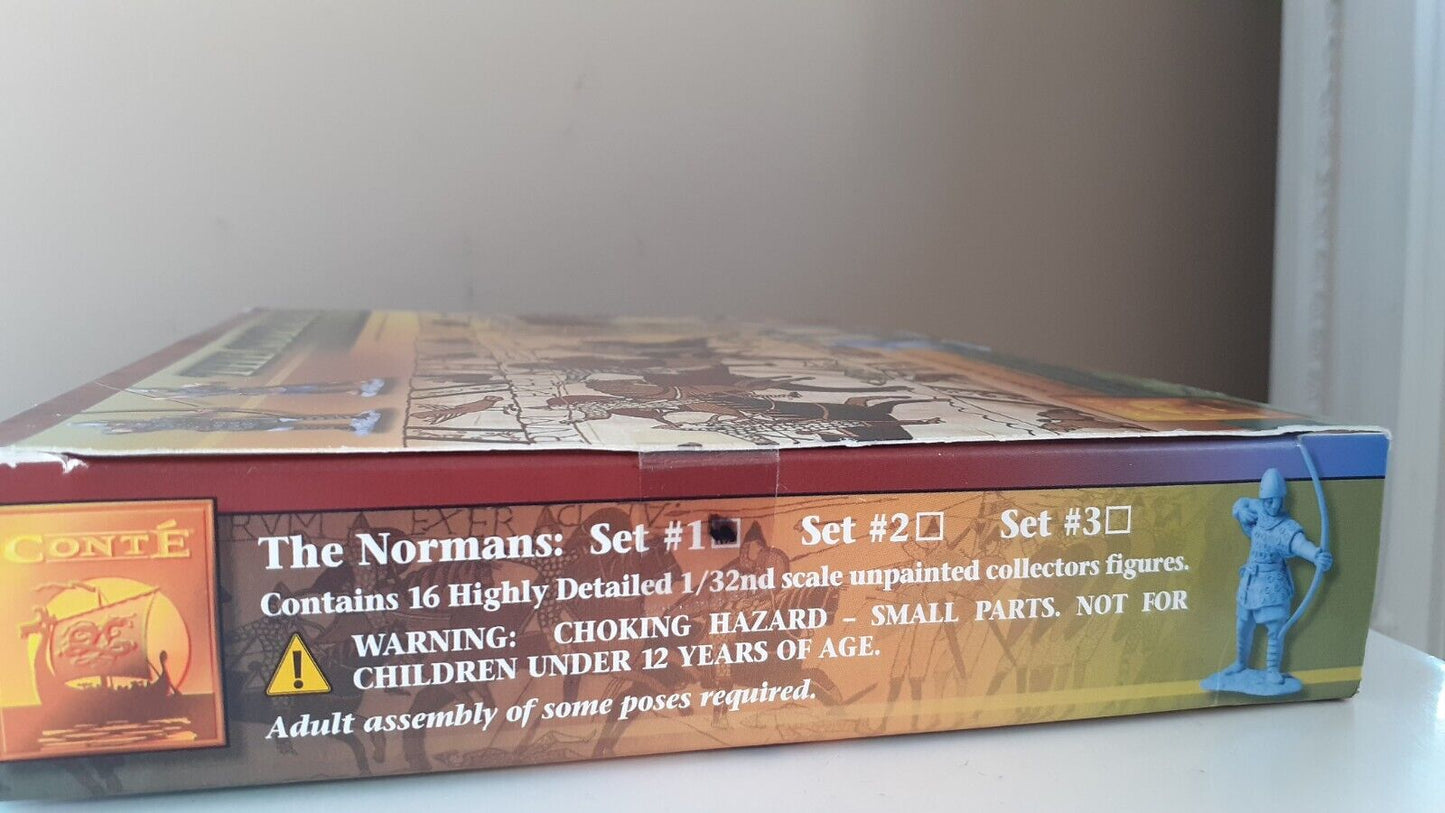 CONTÉ
The Normans: Set #1 Set #2 Set #3
Contains 16 Highly Detailed 1/32nd scale unpainted collectors figures.
WARNING: CHOKING HAZARD – SMALL PARTS. NOT FOR
CHILDREN UNDER 12 YEARS OF AGE.
Adult assembly of some poses required.